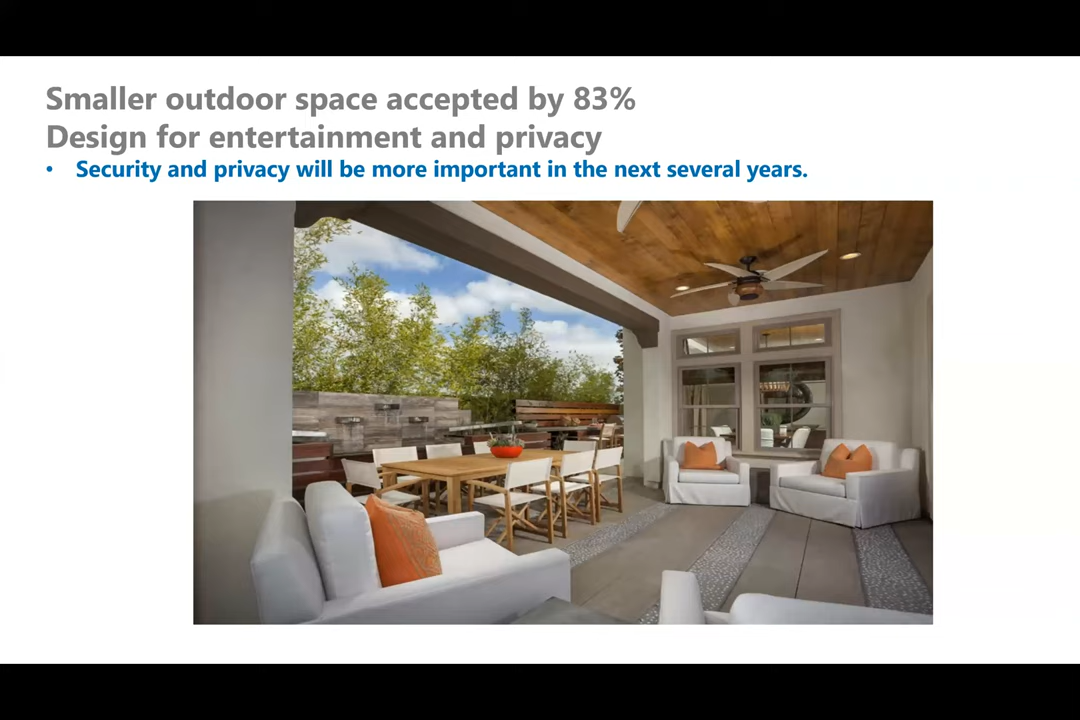 Smaller outdoor space accepted by 83%
Design for entertainment and privacy
• Security and privacy will be more important in the next several years.